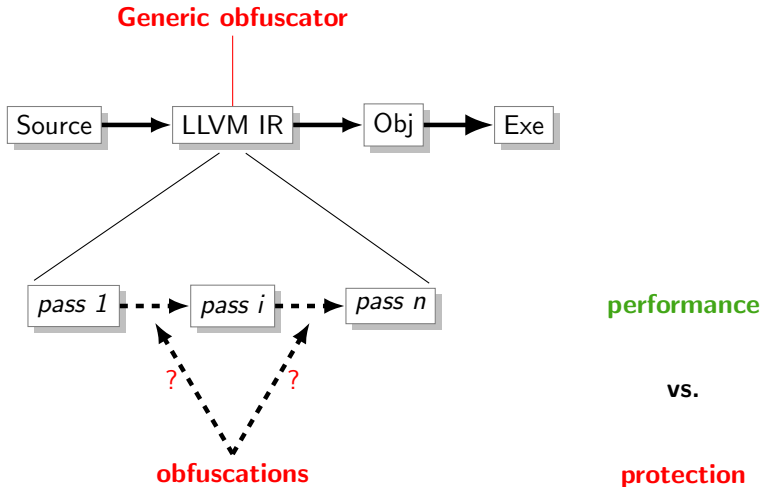 Generic obfuscator
Source
LLVM IR
Obj
Exe
pass 1
pass i
pass n
performance
?
?
vs.
obfuscations
protection